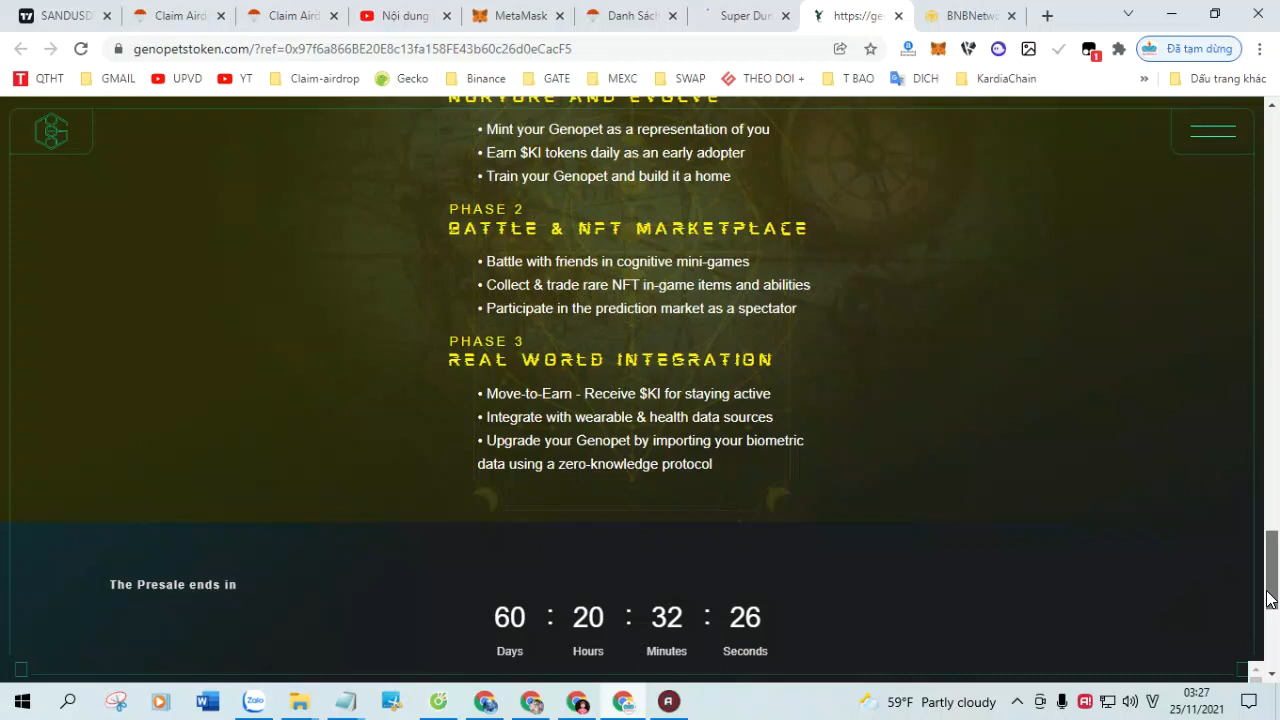 SANDUSD
Claim Aird
Claim Aird
Nội dung
MetaMask
Danh Sách
Super Dun
https://ge
BNBNetw
genopetstoken.com/?ref=0x97f6a866BE20E8c13fa158FE43b60c26d0eCacF5
1
Đã tạm dừng
QTHT
GMAIL
UPVD
YT
Claim-airdrop
Gecko
Binance
GATE
MEXC
SWAP
THEO DOI +
T BAO
DICH
KardiaChain
»
Dấu trang khác
NURTURE AND EVOLVE
• Mint your Genopet as a representation of you
• Earn $KI tokens daily as an early adopter
• Train your Genopet and build it a home
PHASE 2
BATTLE & NFT MARKETPLACE
• Battle with friends in cognitive mini-games
• Collect & trade rare NFT in-game items and abilities
• Participate in the prediction market as a spectator
PHASE 3
REAL WORLD INTEGRATION
• Move-to-Earn - Receive $KI for staying active
• Integrate with wearable & health data sources
• Upgrade your Genopet by importing your biometric
data using a zero-knowledge protocol
The Presale ends in
60 : 20 : 32 : 26
Days Hours Minutes Seconds
Zalo
59°F Partly cloudy
03:27
25/11/2021